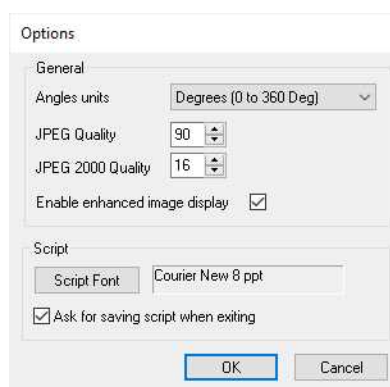 Options
General
Angles units Degrees (0 to 360 Deg)
JPEG Quality 90
JPEG 2000 Quality 16
Enable enhanced image display
Script
Script Font Courier New 8 ppt
Ask for saving script when exiting
OK Cancel